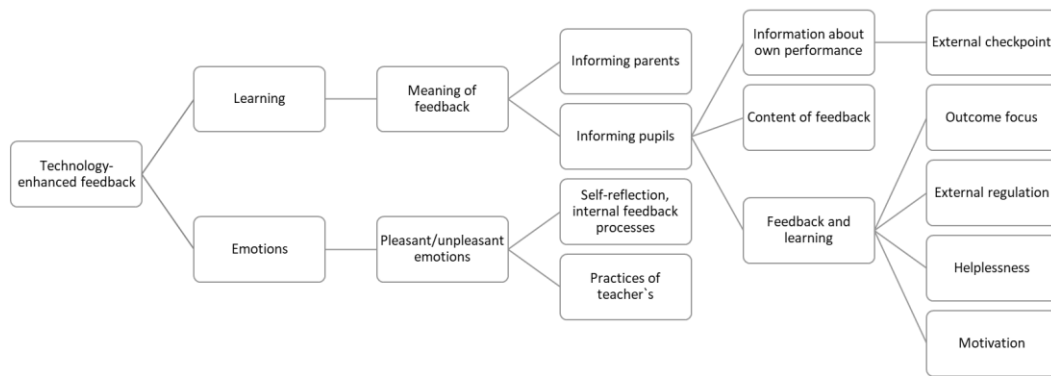 Technology-
enhanced feedback
Learning
Emotions
Meaning of
feedback
Pleasant/unpleasant
emotions
Informing parents
Informing pupils
Self-reflection,
internal feedback
processes
Practices of
teacher`s
Information about
own performance
Content of feedback
Feedback and
learning
External checkpoint
Outcome focus
External regulation
Helplessness
Motivation